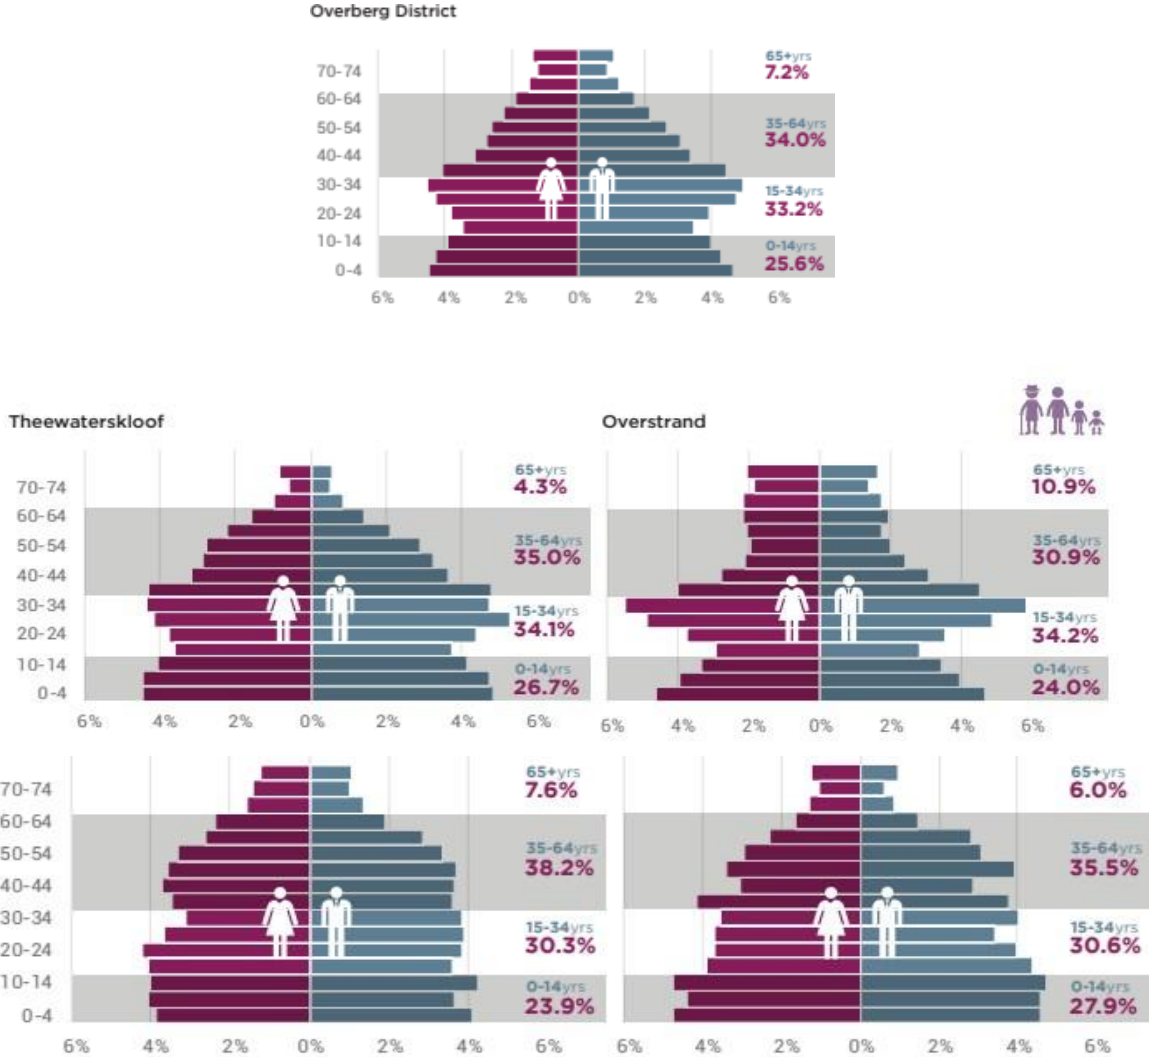 Overberg District
70-74
60-64
50-54
40-44
30-34
20-24
10-14
0-4
65+yrs
7.2%
35-64yrs
34.0%
15-34yrs
33.2%
0-14yrs
25.6%
6% 4% 2% 0% 2% 4% 6%
Theewaterskloof
70-74
60-64
50-54
40-44
30-34
20-24
10-14
0-4
65+yrs
4.3%
35-64yrs
35.0%
15-34yrs
34.1%
0-14yrs
26.7%
6% 4% 2% 0% 2% 4% 6%
Overstrand
65+yrs
10.9%
35-64yrs
30.9%
15-34yrs
34.2%
0-14yrs
24.0%
6% 4% 2% 0% 2% 4% 6%
70-74
60-64
50-54
40-44
30-34
20-24
10-14
0-4
65+yrs
7.6%
35-64yrs
38.2%
15-34yrs
30.3%
0-14yrs
23.9%
6% 4% 2% 0% 2% 4% 6%
65+yrs
6.0%
35-64yrs
35.5%
15-34yrs
30.6%
0-14yrs
27.9%
6% 4% 2% 0% 2% 4% 6%